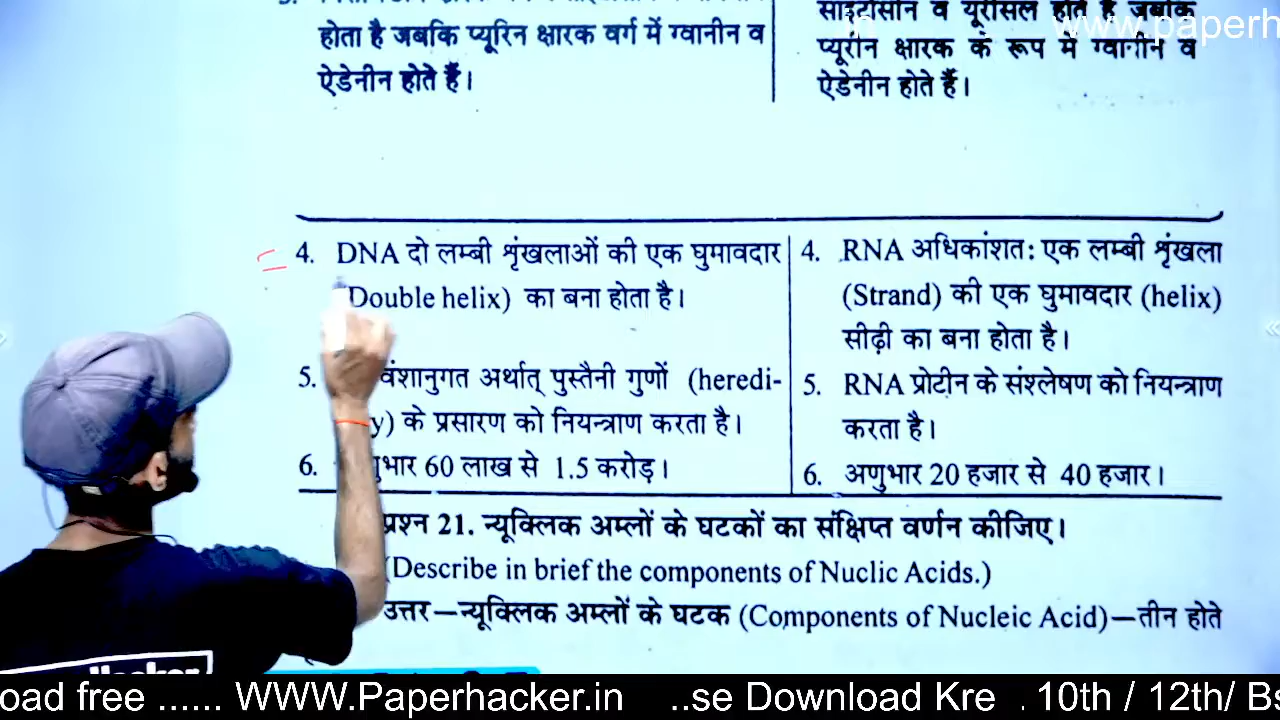 साइटोसीन व यूरीसिल होते हैं जबकि
www.paperh
होता है जबकि प्यूरिन क्षारक वर्ग में ग्वानीन व
ऐडेनीन होते हैं।
प्यूरीन क्षारक के रूप में ग्वानीन व
ऐडेनीन होते हैं।
4. DNA दो लम्बी शृंखलाओं की एक घुमावदार
Double helix) का बना होता है।
4. RNA अधिकांशत: एक लम्बी शृंखला
(Strand) की एक घुमावदार (helix)
सीढ़ी का बना होता है।
5. वंशानुगत अर्थात् पुस्तैनी गुणों (heredi-
y) के प्रसारण को नियन्त्राण करता है।
5. RNA प्रोटीन के संश्लेषण को नियन्त्राण
करता है।
6. णुभार 60 लाख से 1.5 करोड़।
6. अणुभार 20 हजार से 40 हजार।
प्रश्न 21. न्यूक्लिक अम्लों के घटकों का संक्षिप्त वर्णन कीजिए।
(Describe in brief the components of Nuclic Acids.)
उत्तर—न्यूक्लिक अम्लों के घटक (Components of Nucleic Acid)—तीन होते
oad free ...... WWW.Paperhacker.in ..se Download Kre . 10th / 12th/ Bs